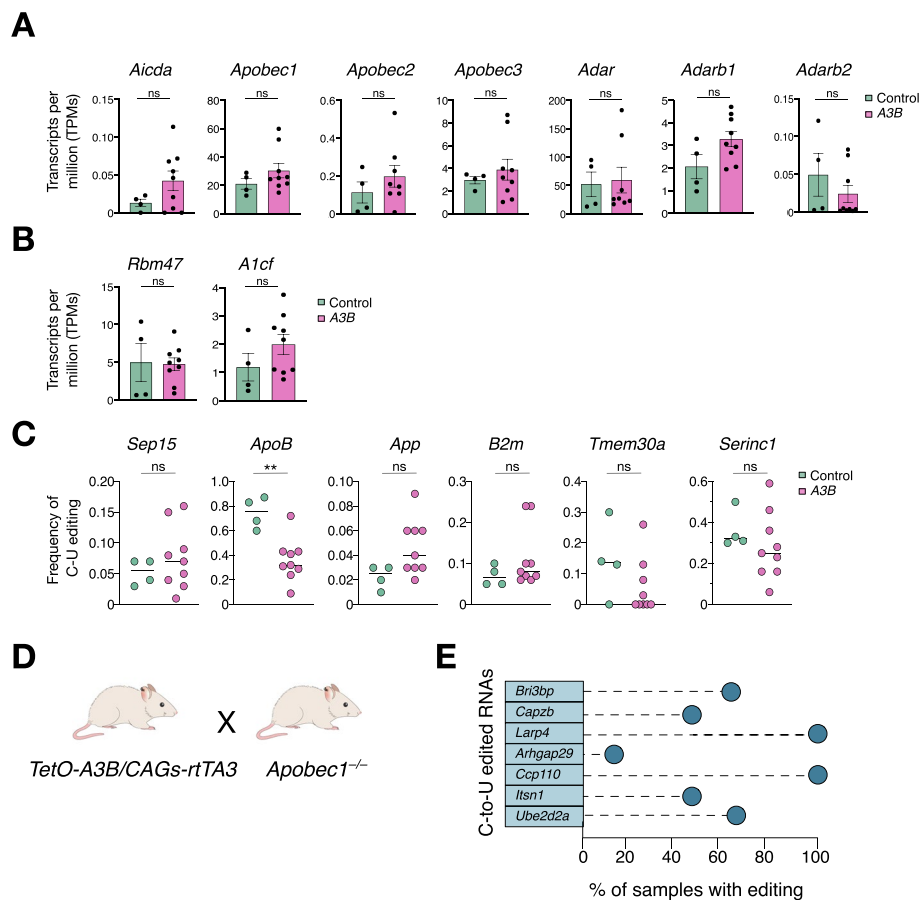 A
Aicda Apobec1 Apobec2 Apobec3 Adar Adarb1 Adarb2
ns ns ns ns ns ns ns
Transcripts per
million (TPMs)
0.15 0.10 0.05 0
80 60 40 20 0
0.6 0.4 0.2 0
10 8 6 4 2 0
200 150 100 50 0
5 4 3 2 1 0
0.15 0.10 0.05 0
Control
A3B
B
Rbm47 A1cf
ns ns
Transcripts per
million (TPMs)
15 10 5 0
4 3 2 1 0
Control
A3B
C
Sep15 ApoB App B2m Tmem30a Serinc1
ns ** ns ns ns ns
Frequency of
C-U editing
0.20 0.15 0.10 0.05 0
1.0 0.8 0.6 0.4 0.2 0
0.10 0.08 0.06 0.04 0.02 0
0.3 0.2 0.1 0
0.4 0.3 0.2 0.1 0
0.6 0.4 0.2 0
Control
A3B
D
X
TetO-A3B/CAGs-rtTA3 Apobec1–/–
E
C-to-U edited RNAs
Bri3bp
Capzb
Larp4
Arhgap29
Ccp110
Itsn1
Ube2d2a
0 20 40 60 80 100
% of samples with editing